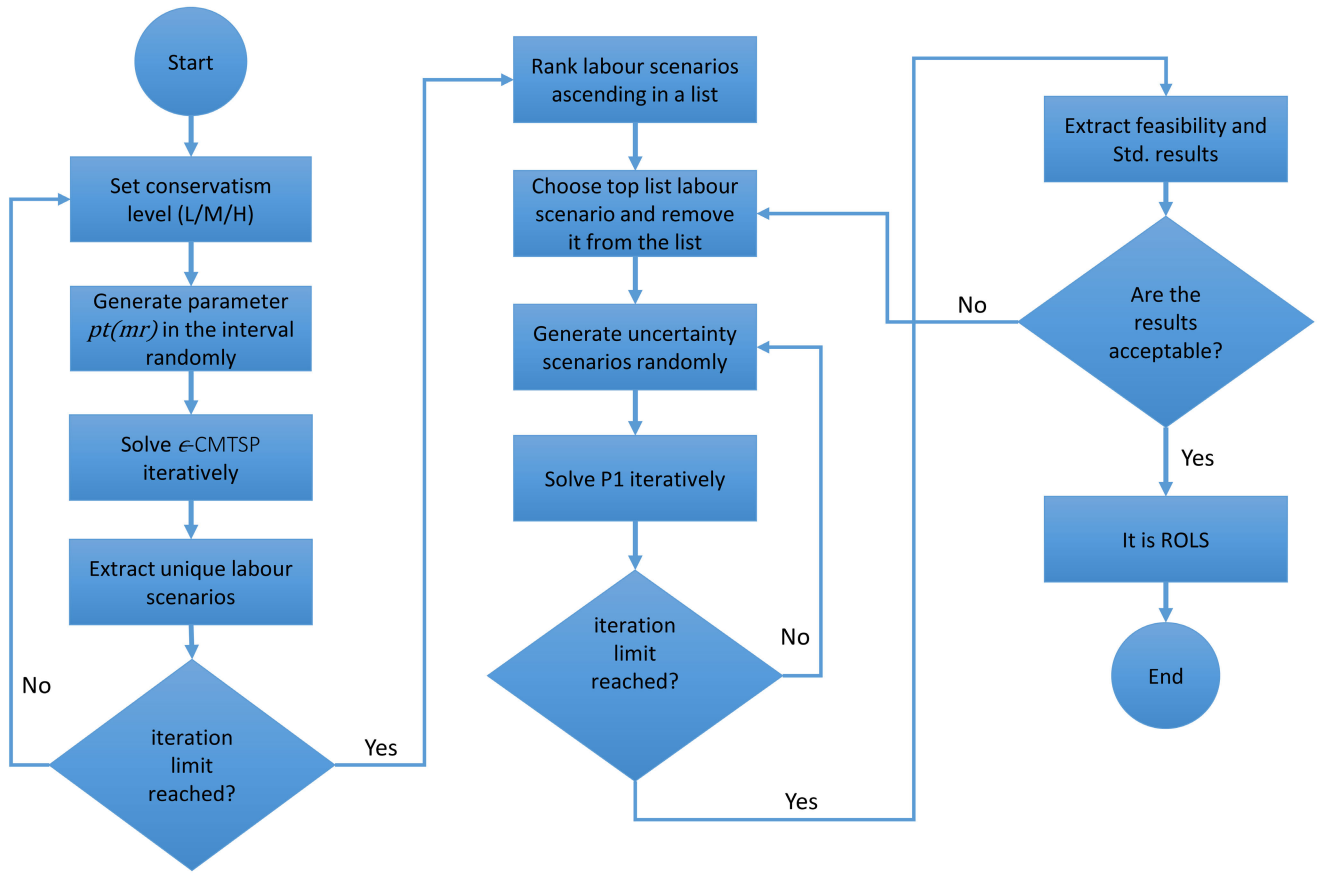 Start
Set conservatism
level (L/M/H)
Generate parameter
pt(mr) in the interval
randomly
Solve ϵ-CMTSP
iteratively
Extract unique labour
scenarios
No
iteration
limit
reached?
Yes
Rank labour scenarios
ascending in a list
Choose top list labour
scenario and remove
it from the list
Generate uncertainty
scenarios randomly
Solve P1 iteratively
iteration
limit
reached?
No
Yes
Extract feasibility and
Std. results
Are the
results
acceptable?
No
Yes
It is ROLS
End